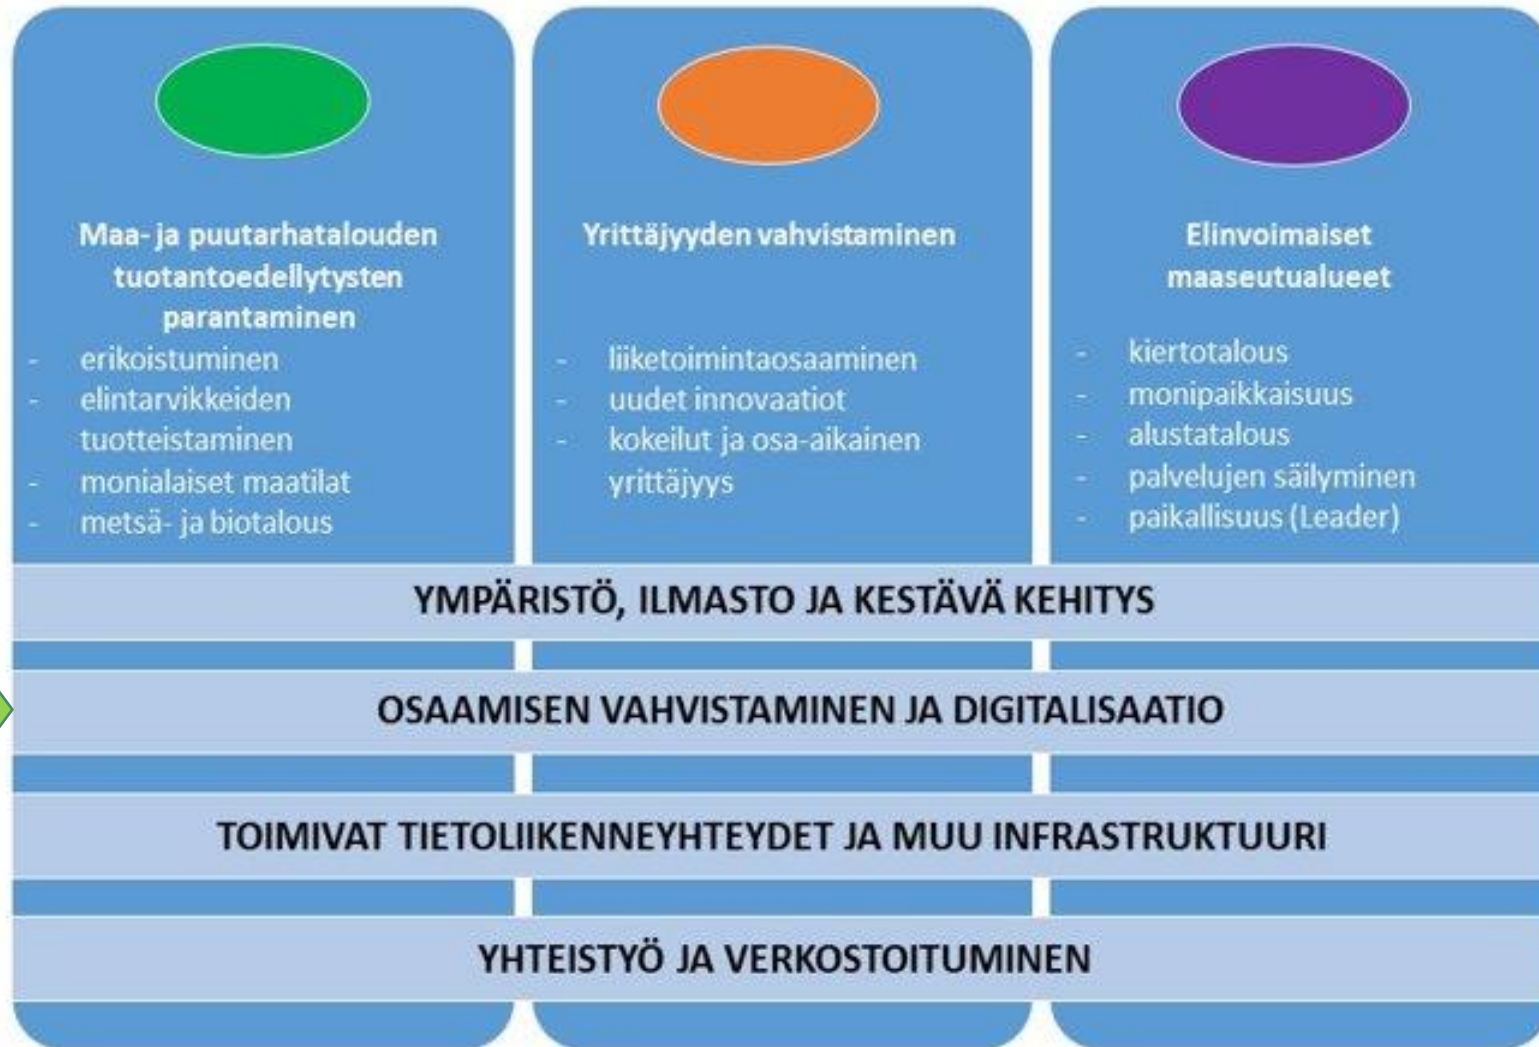 Maa- ja puutarhatalouden
tuotantoedellytysten
parantaminen
- erikoistuminen
- elintarvikkeiden
tuotteistaminen
- monialaiset maatilat
- metsä- ja biotalous
Yrittäjyyden vahvistaminen
- liiketoimintaosaaminen
- uudet innovaatiot
- kokeilut ja osa-aikainen
yrittäjyys
Elinvoimaiset
maaseutualueet
- kiertotalous
- monipaikkaisuus
- alustatalous
- palvelujen säilyminen
- paikallisuus (Leader)
YMPÄRISTÖ, ILMASTO JA KESTÄVÄ KEHITYS
OSAAMISEN VAHVISTAMINEN JA DIGITALISAATIO
TOIMIVAT TIETOLIIKENNEYHTEYDET JA MUU INFRASTRUKTUURI
YHTEISTYÖ JA VERKOSTOITUMINEN